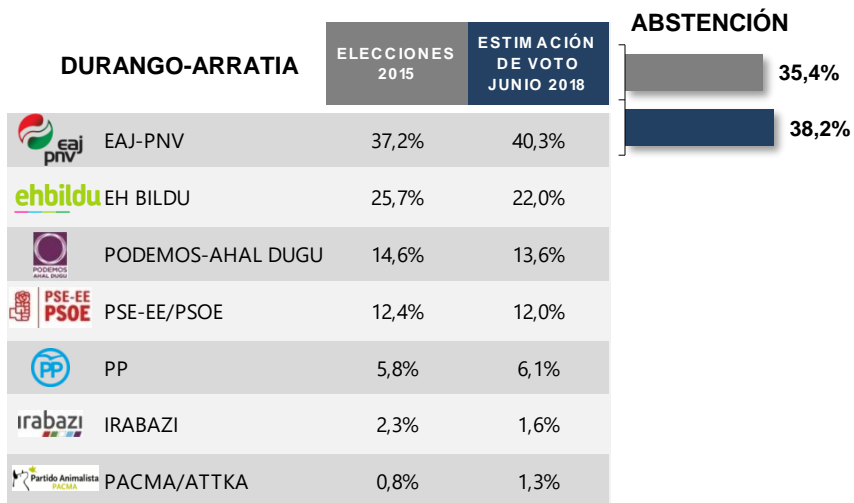 DURANGO-ARRATIA
ELECCIONES
2015
ESTIMACIÓN
DE VOTO
JUNIO 2018
ABSTENCIÓN
35,4%
38,2%
eaj
pnv
EAJ-PNV 37,2% 40,3%
ehbildu
EH BILDU 25,7% 22,0%
PODEMOS
AHAL DUGU
PODEMOS-AHAL DUGU 14,6% 13,6%
PSE-EE
PSOE
PSE-EE/PSOE 12,4% 12,0%
PP
PP 5,8% 6,1%
ırabazı
IRABAZI 2,3% 1,6%
Partido Animalista
PACMA
PACMA/ATTKA 0,8% 1,3%